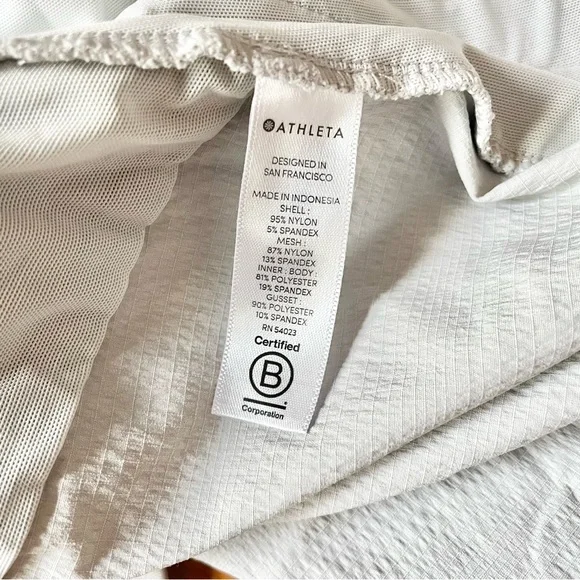 ATHLETA
DESIGNED IN
SAN FRANCISCO
MADE IN INDONESIA
SHELL :
95% NYLON
5% SPANDEX
MESH :
87% NYLON
13% SPANDEX
INNER : BODY :
81% POLYESTER
19% SPANDEX
GUSSET :
90% POLYESTER
10% SPANDEX
RN 54023
Certified
B
Corporation